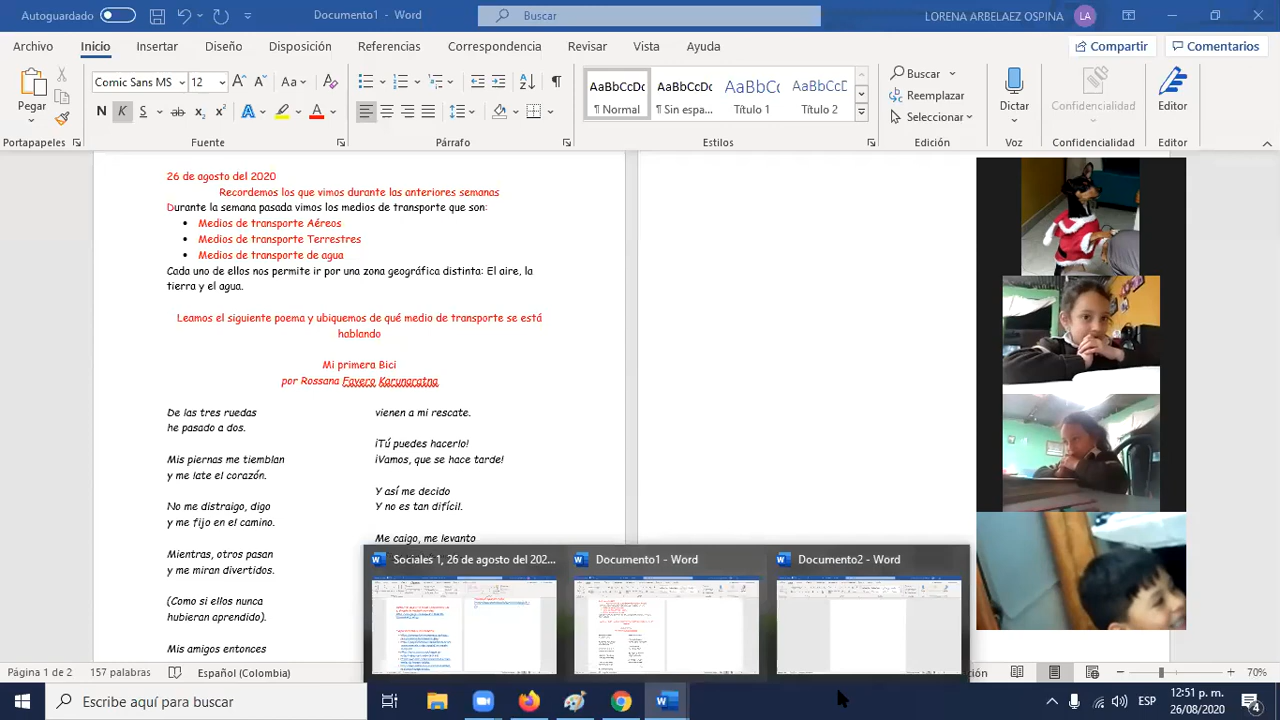 Autoguardado
Documento1 - Word
Buscar
LORENA ARBELAEZ OSPINA
LA
Archivo
Inicio
Insertar
Diseño
Disposición
Referencias
Correspondencia
Revisar
Vista
Ayuda
Compartir
Comentarios
Pegar
Comic Sans MS
12
Portapapeles
Fuente
Párrafo
AaBbCcDc
¶ Normal
AaBbCcDc
¶ Sin espa...
AaBbCc
Título 1
AaBbCcD
Título 2
Estilos
Buscar
Reemplazar
Seleccionar
Edición
Dictar
Voz
Confidencialidad
Confidencialidad
Editor
Editor
26 de agosto del 2020
Recordemos los que vimos durante las anteriores semanas
Durante la semana pasada vimos los medios de transporte que son:
• Medios de transporte Aéreos
• Medios de transporte Terrestres
• Medios de transporte de agua
Cada uno de ellos nos permite ir por una zona geográfica distinta: El aire, la
tierra y el agua.
Leamos el siguiente poema y ubiquemos de qué medio de transporte se está
hablando
Mi primera Bici
por Rossana Favero Karunaratna
De las tres ruedas
he pasado a dos.
Mis piernas me tiemblan
y me late el corazón.
No me distraigo, digo
y me fijo en el camino.
Mientras, otros pasan
y me miran divertidos.
(Como si ellos nunca
hubieran aprendido).
Mis amigos entonces
vienen a mi rescate.
¡Tú puedes hacerlo!
¡Vamos, que se hace tarde!
Y así me decido
Y no es tan difícil.
Me caigo, me levanto
Sociales 1, 26 de agosto del 202...
Documento1 - Word
Documento2 - Word
Página 1 de 2
157 palabras
Español (Colombia)
70%
Escribe aquí para buscar
ESP
12:51 p. m.
26/08/2020
4